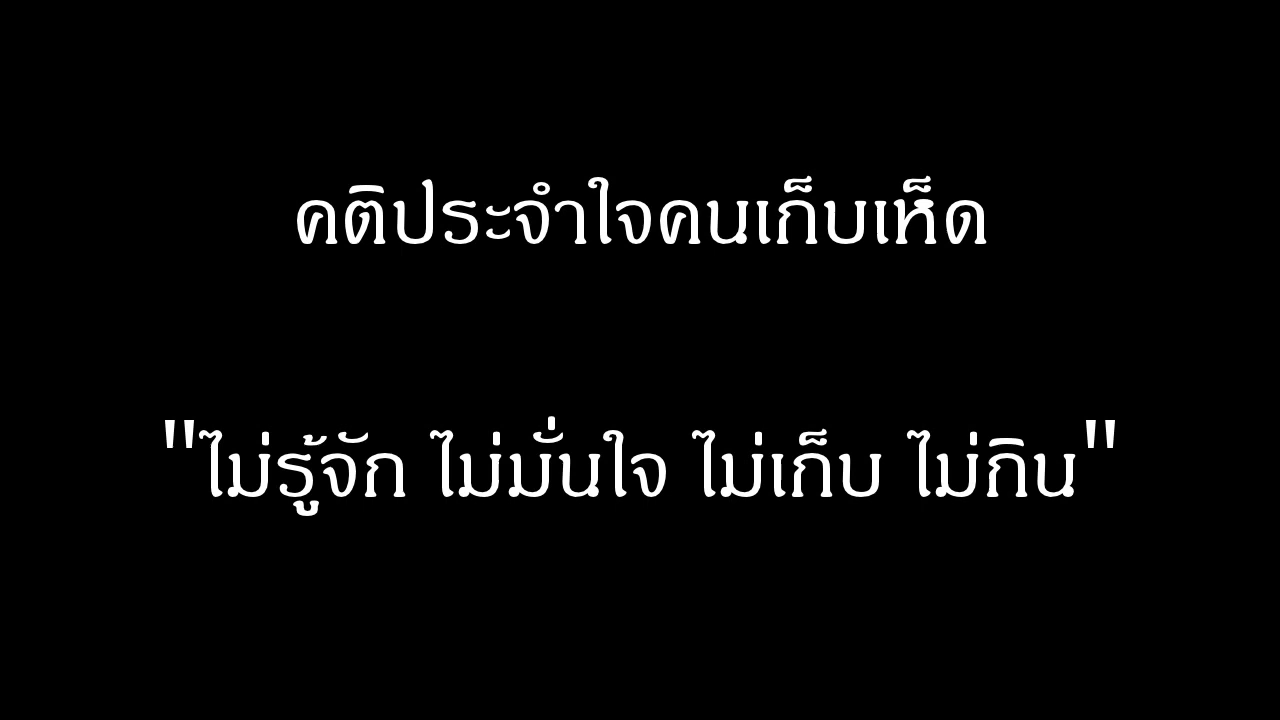 คติประจำใจคนเก็บเห็ด
"ไม่รู้จัก ไม่มั่นใจ ไม่เก็บ ไม่กิน"